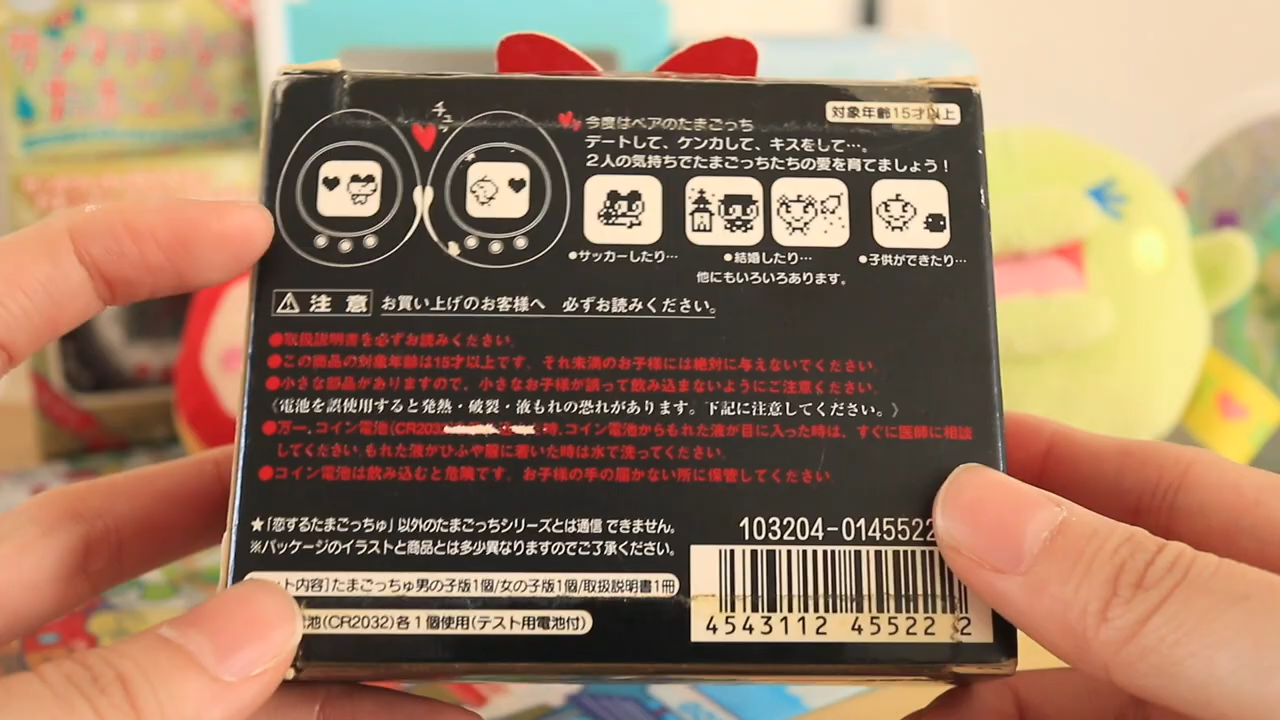 対象年齢15才以上
チュッ
今度はペアのたまごっち
デートして、ケンカして、キスをして…。
2人の気持ちでたまごっちたちの愛を育てましょう!
●サッカーしたり…
●結婚したり…
●子供ができたり…
他にもいろいろあります。
注意 お買い上げのお客様へ 必ずお読みください。
●取扱説明書を必ずお読みください。
●この商品の対象年齢は15才以上です。それ未満のお子様には絶対に与えないでください。
●小さな部品がありますので、小さなお子様が誤って飲み込まないようにご注意ください。
《電池を誤使用すると発熱・破裂・液もれの恐れがあります。下記に注意してください。》
●万一、コイン電池(CR203 時、コイン電池からもれた液が目に入った時は、すぐに医師に相談
してください。もれた液がひふや服に着いた時は水で洗ってください。
●コイン電池は飲み込むと危険です。お子様の手の届かない所に保管してください。
★「恋するたまごっちゅ」以外のたまごっちシリーズとは通信できません。
※パッケージのイラストと商品とは多少異なりますのでご了承ください。
ット内容]たまごっちゅ男の子版1個/女の子版1個/取扱説明書1冊
池(CR2032)各1個使用(テスト用電池付)
103204-0145522
4543112 45522 2